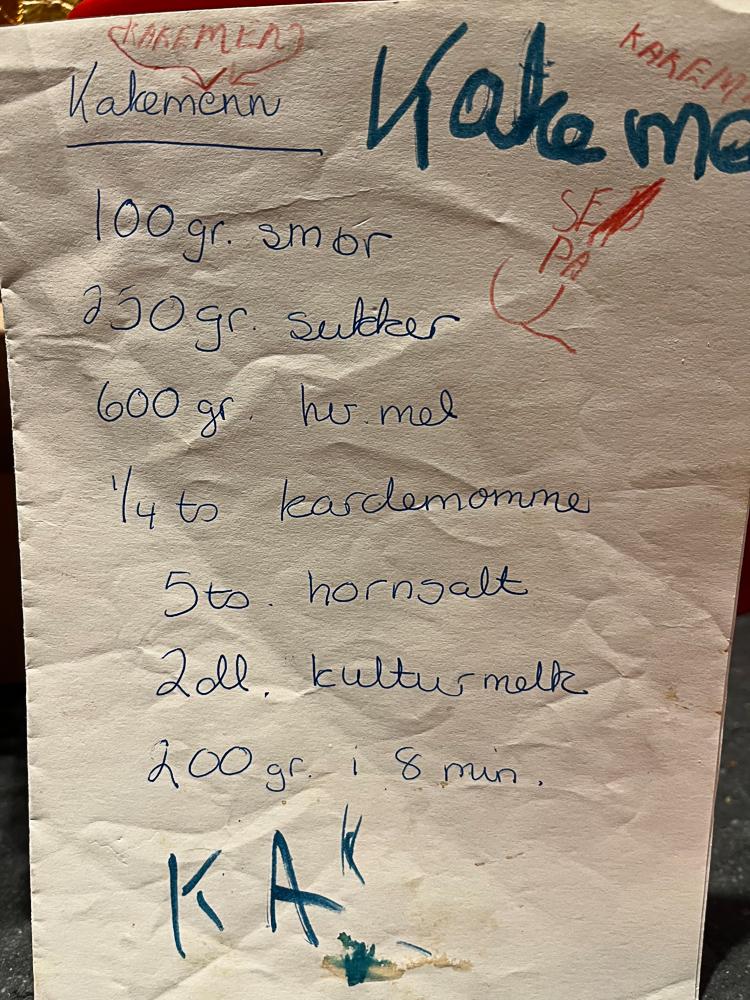 KAKEMEN
Kakemenn
Kake me
KAKEM
SE
PÅ
100 gr. smør
250 gr. sukker
600 gr. hv. mel
1/4 ts kardemomme
5 ts. hornsalt
2 dl. kulturmelk
200 gr. i 8 min.
KAK